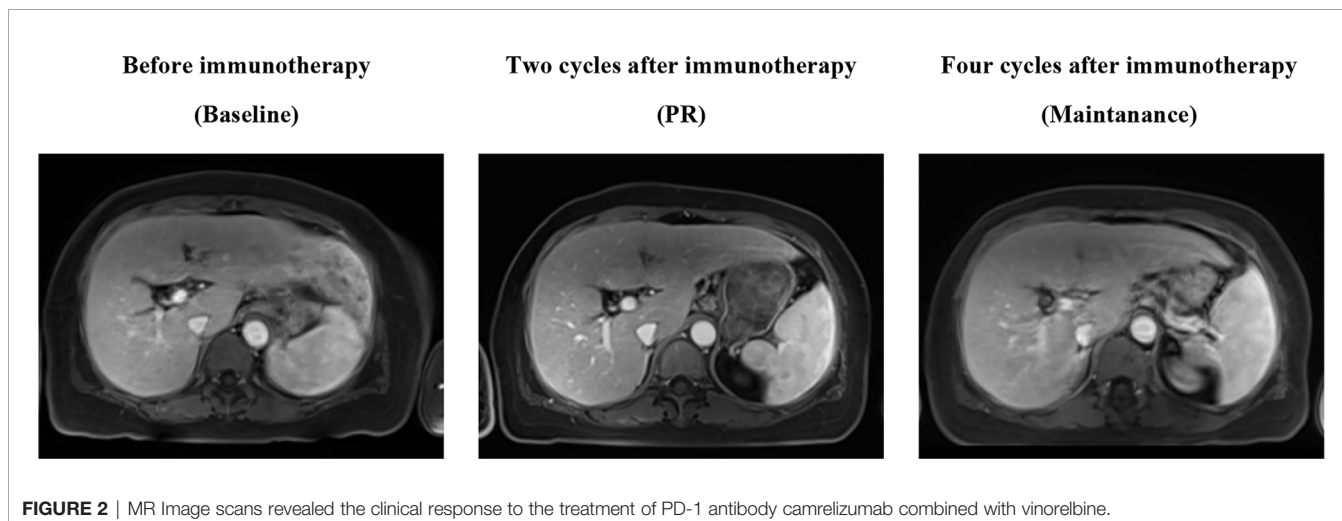 Before immunotherapy
(Baseline)
Two cycles after immunotherapy
(PR)
Four cycles after immunotherapy
(Maintanance)
FIGURE 2 | MR Image scans revealed the clinical response to the treatment of PD-1 antibody camrelizumab combined with vinorelbine.